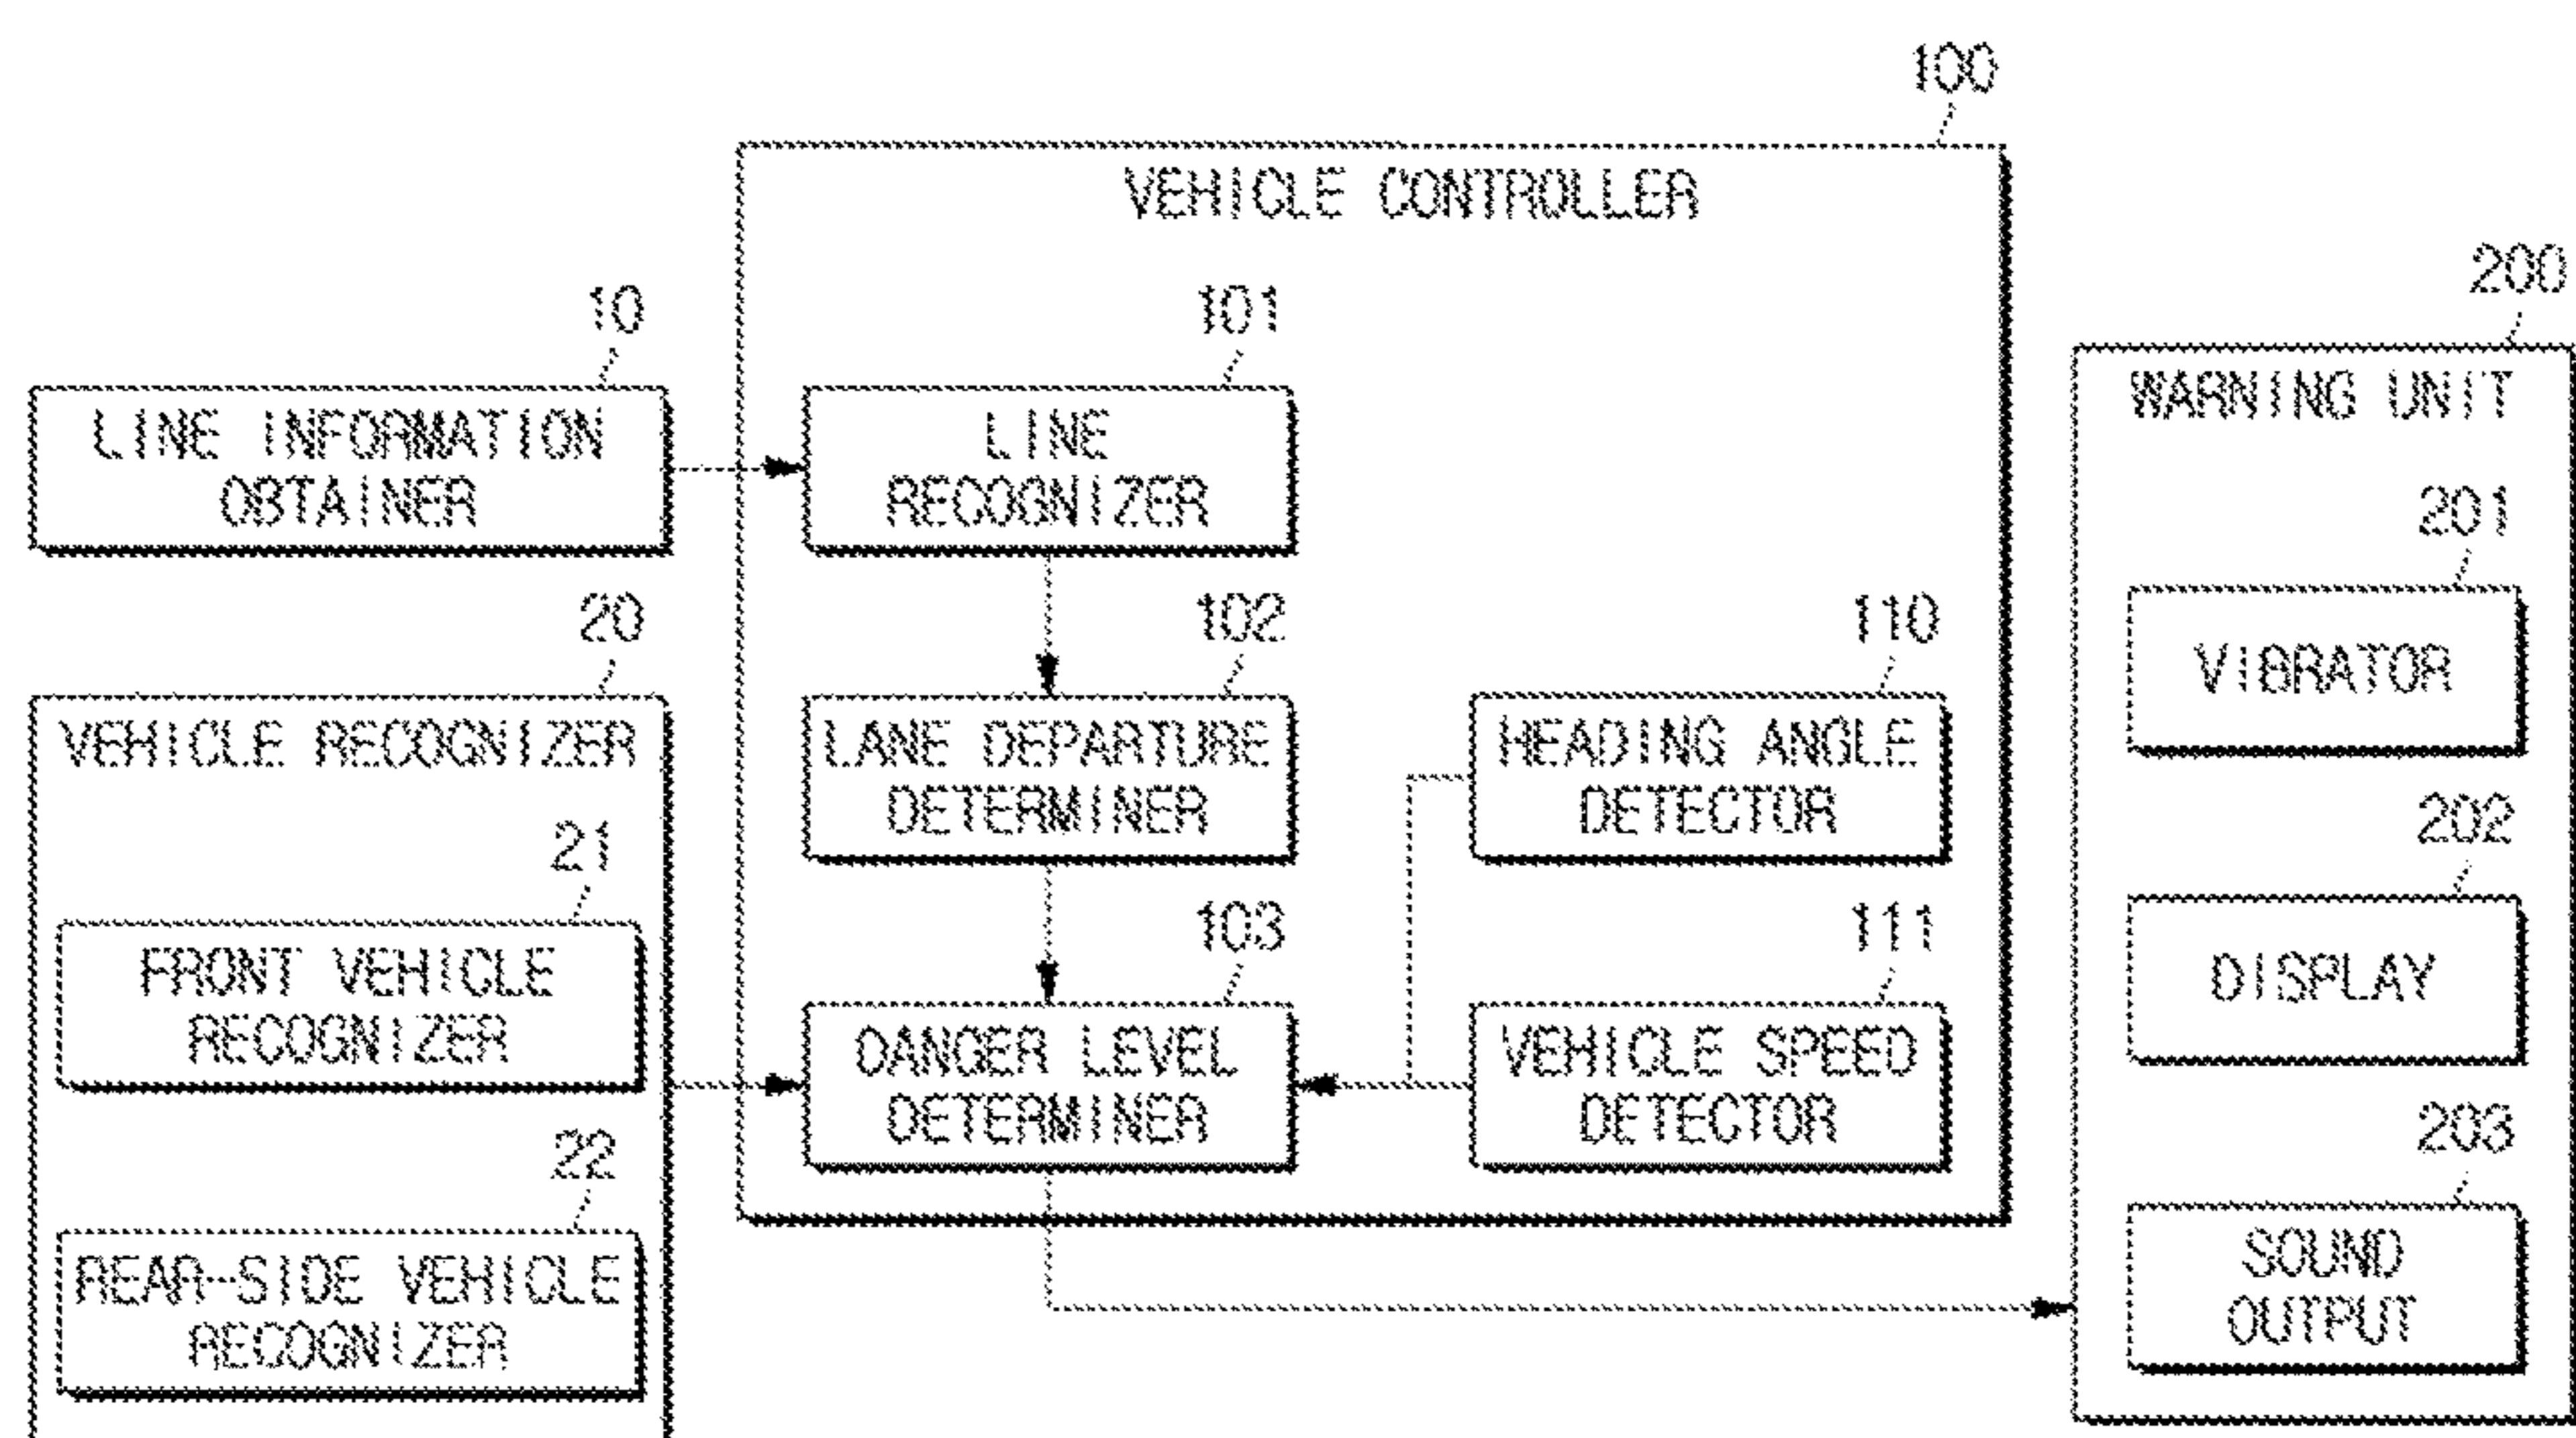 100
VEHICLE CONTROLLER
10
LINE INFORMATION
OBTAINER
20
VEHICLE RECOGNIZER
21
FRONT VEHICLE
RECOGNIZER
22
REAR-SIDE VEHICLE
RECOGNIZER
101
LINE
RECOGNIZER
102
LANE DEPARTURE
DETERMINER
103
DANGER LEVEL
DETERMINER
110
HEADING ANGLE
DETECTOR
111
VEHICLE SPEED
DETECTOR
200
WARNING UNIT
201
VIBRATOR
202
DISPLAY
203
SOUND
OUTPUT